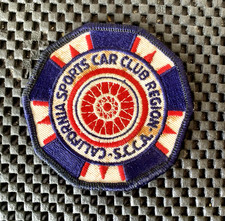 CALIFORNIA SPORTS CAR CLUB REGION · S.C.C.A. ·